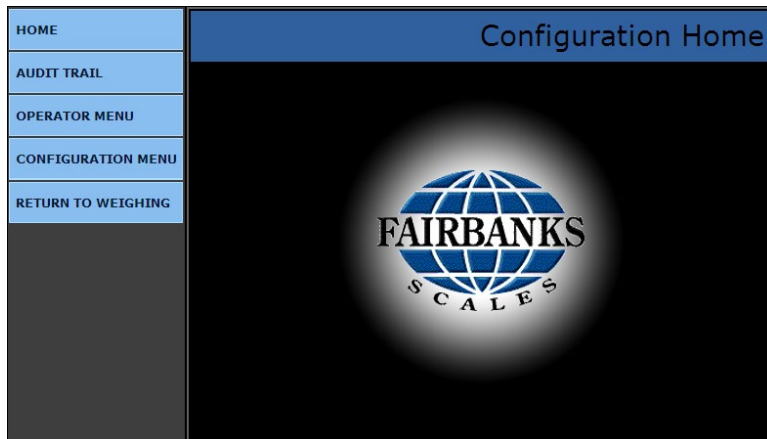 HOME
AUDIT TRAIL
OPERATOR MENU
CONFIGURATION MENU
RETURN TO WEIGHING
Configuration Home
FAIRBANKS
SCALES